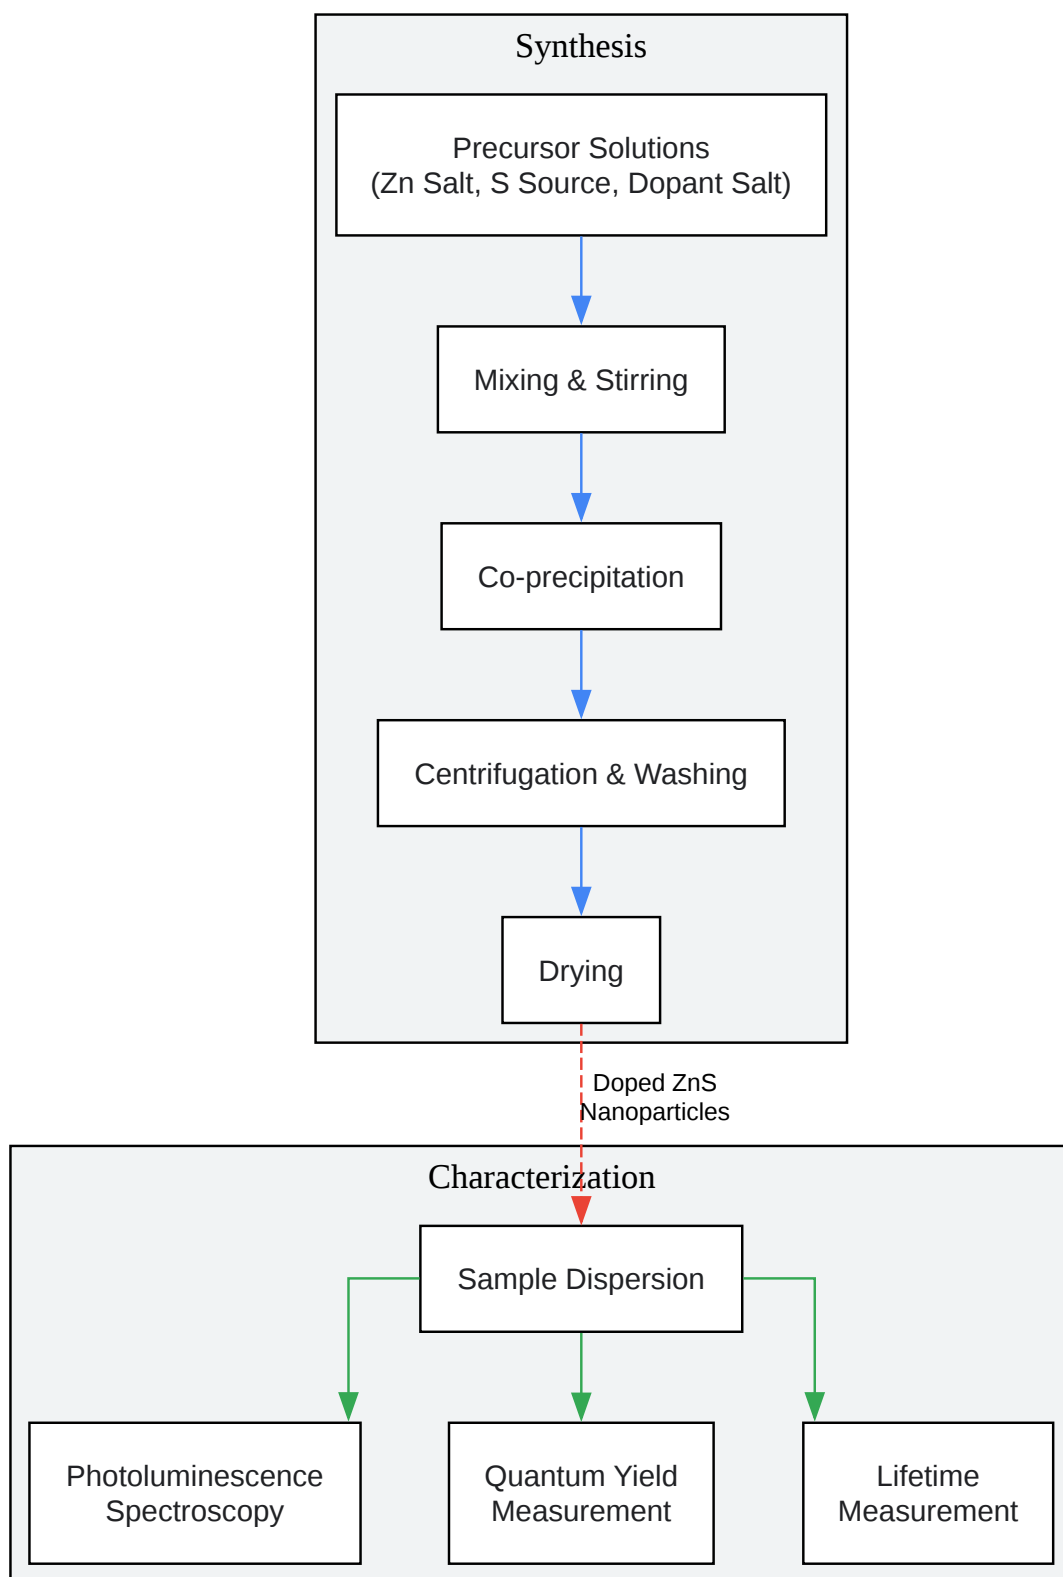 Synthesis
Precursor Solutions
(Zn Salt, S Source, Dopant Salt)
Mixing & Stirring
Co-precipitation
Centrifugation & Washing
Drying
Doped ZnS
Nanoparticles
Characterization
Sample Dispersion
Photoluminescence
Spectroscopy
Quantum Yield
Measurement
Lifetime
Measurement